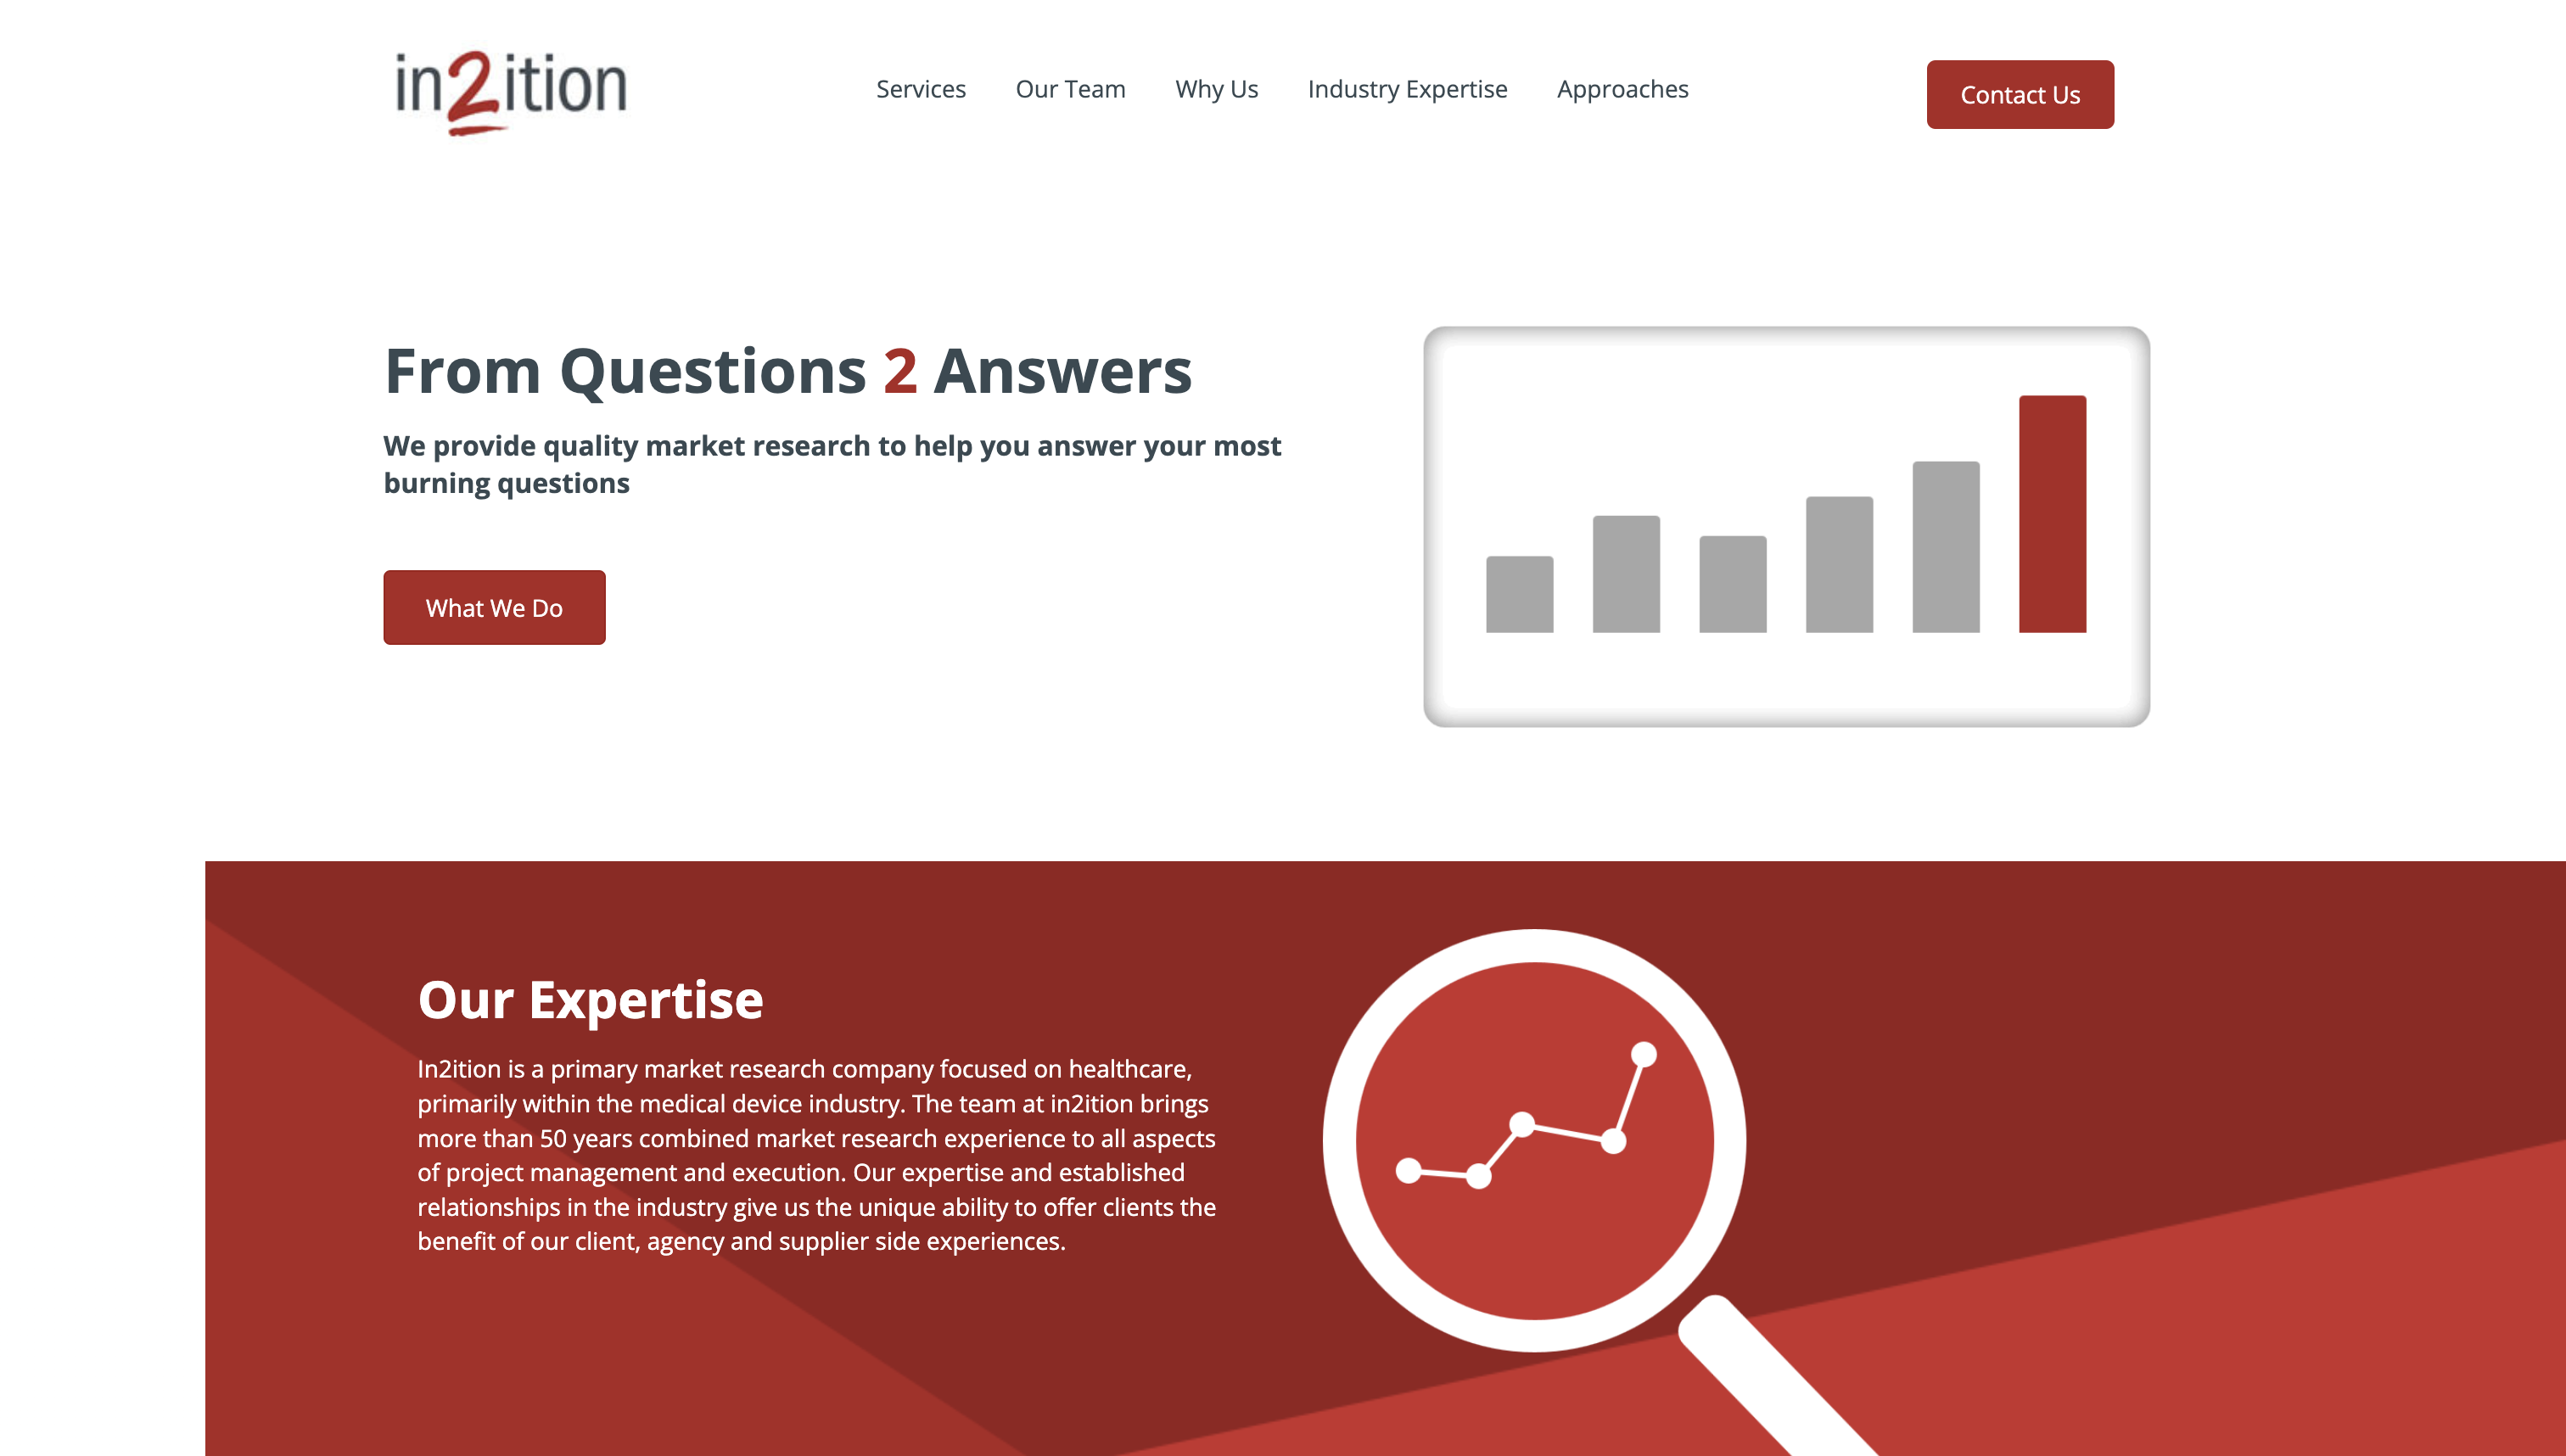 in2ition
Services
Our Team
Why Us
Industry Expertise
Approaches
Contact Us
From Questions 2 Answers
We provide quality market research to help you answer your most
burning questions
What We Do
Our Expertise
In2ition is a primary market research company focused on healthcare,
primarily within the medical device industry. The team at in2ition brings
more than 50 years combined market research experience to all aspects
of project management and execution. Our expertise and established
relationships in the industry give us the unique ability to offer clients the
benefit of our client, agency and supplier side experiences.